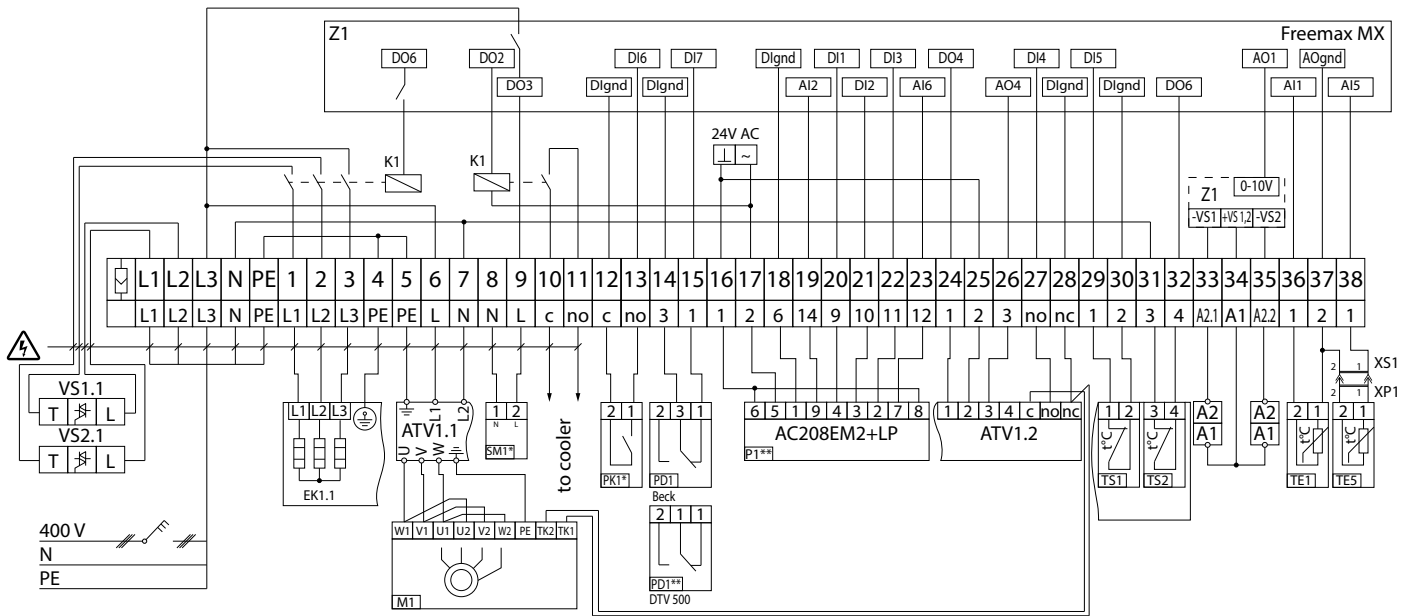 Z1 Freemax MX
DO6 DO2 DI6 DI7 DIgnd DI1 DI3 DO4 DI4 DI5 AO1 AOgnd
DO3 DIgnd DIgnd AI2 DI2 AI6 AO4 DIgnd DIgnd DO6 AI1 AI5
24V AC
⊥ ~
K1 K1
0-10V
Z1
-VS1 +VS1,2 -VS2
L1 L2 L3 N PE 1 2 3 4 5 6 7 8 9 10 11 12 13 14 15 16 17 18 19 20 21 22 23 24 25 26 27 28 29 30 31 32 33 34 35 36 37 38
L1 L2 L3 N PE L1 L2 L3 PE PE L N N L c no c no 3 1 1 2 6 14 9 10 11 12 1 2 3 no nc 1 2 3 4 A2.1 A1 A2.2 1 2 1
2 1 XS1
2 1 XP1
VS1.1
T L
VS2.1
T L
L1 L2 L3
EK1.1
L1 L2
ATV1.1
U V W
1 2
N L
SM1*
to cooler
2 1
PK1*
2 3 1
PD1
Beck
2 1 1
PD1**
DTV 500
6 5 1 9 4 3 2 7 8
AC208EM2+LP
P1**
1 2 3 4 c no nc
ATV1.2
1 2 3 4
t°C t°C
TS1 TS2
A2 A2
A1 A1
2 1 2 1
t°C t°C
TE1 TE5
W1 V1 U1 U2 V2 W2 PE TK2 TK1
M1
400 V
N
PE